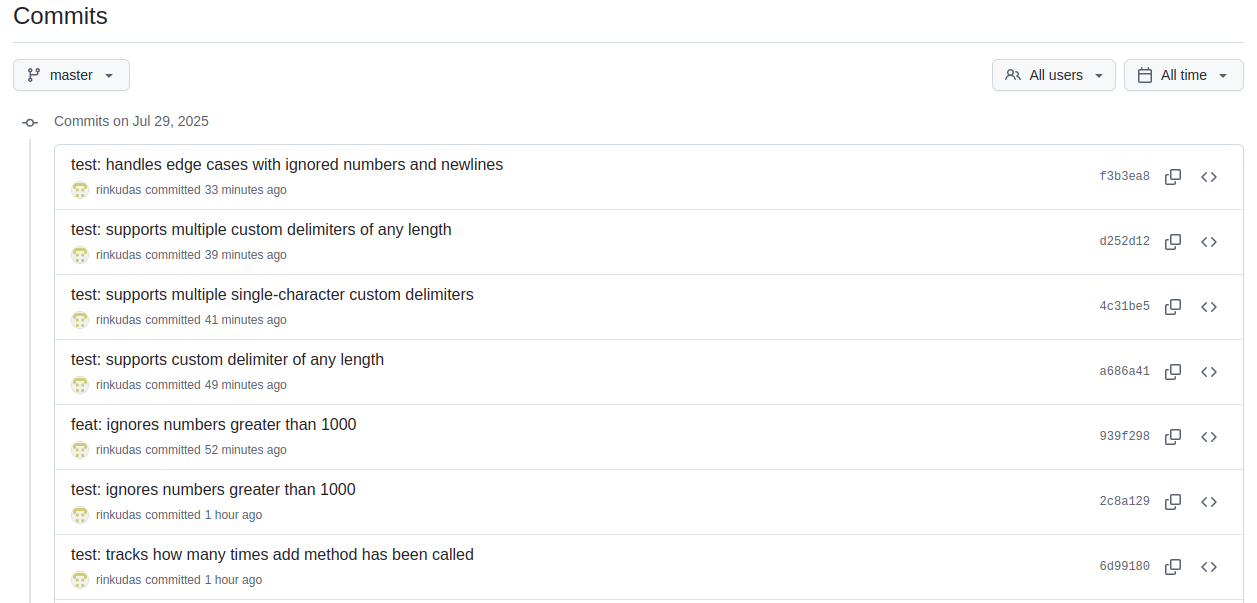 Commits
master
All users
All time
Commits on Jul 29, 2025
test: handles edge cases with ignored numbers and newlines
f3b3ea8
rinkudas committed 33 minutes ago
test: supports multiple custom delimiters of any length
d252d12
rinkudas committed 39 minutes ago
test: supports multiple single-character custom delimiters
4c31be5
rinkudas committed 41 minutes ago
test: supports custom delimiter of any length
a686a41
rinkudas committed 49 minutes ago
feat: ignores numbers greater than 1000
939f298
rinkudas committed 52 minutes ago
test: ignores numbers greater than 1000
2c8a129
rinkudas committed 1 hour ago
test: tracks how many times add method has been called
6d99180
rinkudas committed 1 hour ago